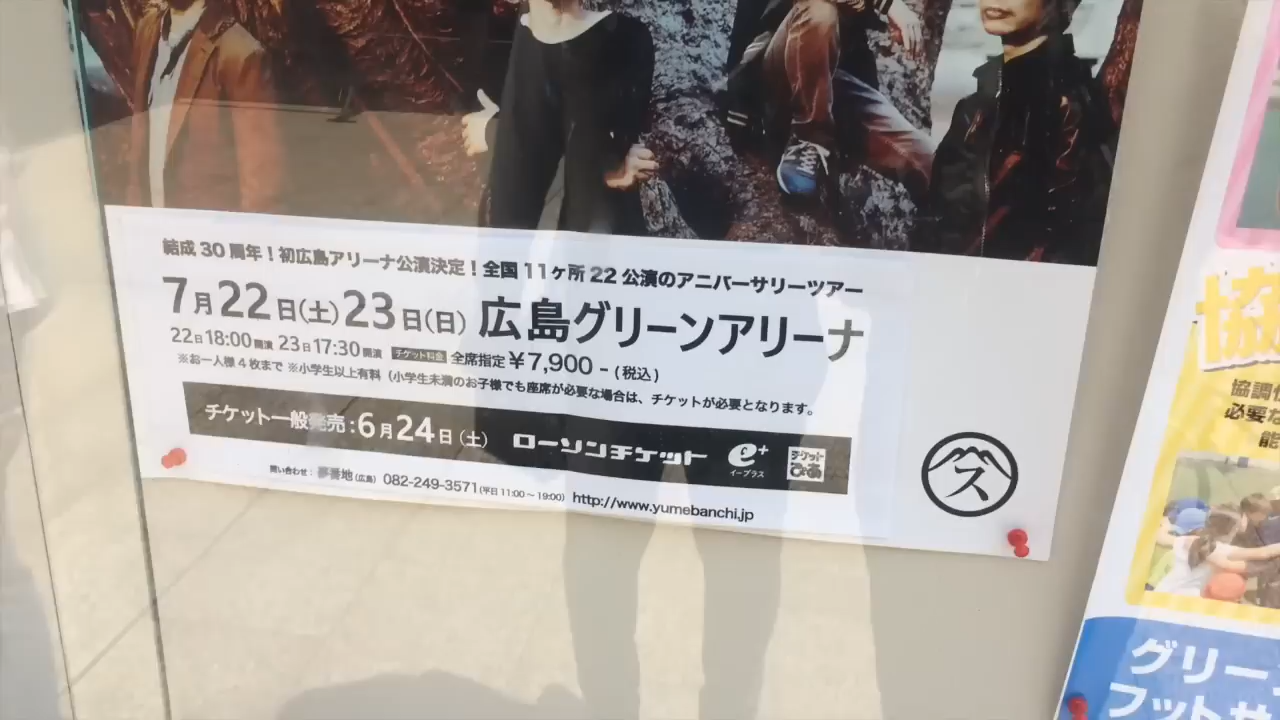 結成30周年！初広島アリーナ公演決定！全国11ヶ所22公演のアニバーサリーツアー
7月22日(土)23日(日) 広島グリーンアリーナ
22日18:00開演 23日17:30開演 チケット料金 全席指定￥7,900-(税込)
※お一人様4枚まで ※小学生以上有料（小学生未満のお子様でも座席が必要な場合は、チケットが必要となります。
チケット一般発売：6月24日（土） ローソンチケット e+ イープラス チケットぴあ
問い合わせ：夢番地(広島) 082-249-3571(平日11:00～19:00) http://www.yumebanchi.jp
ス
協
協調
必要な
能
グリー
フットサ